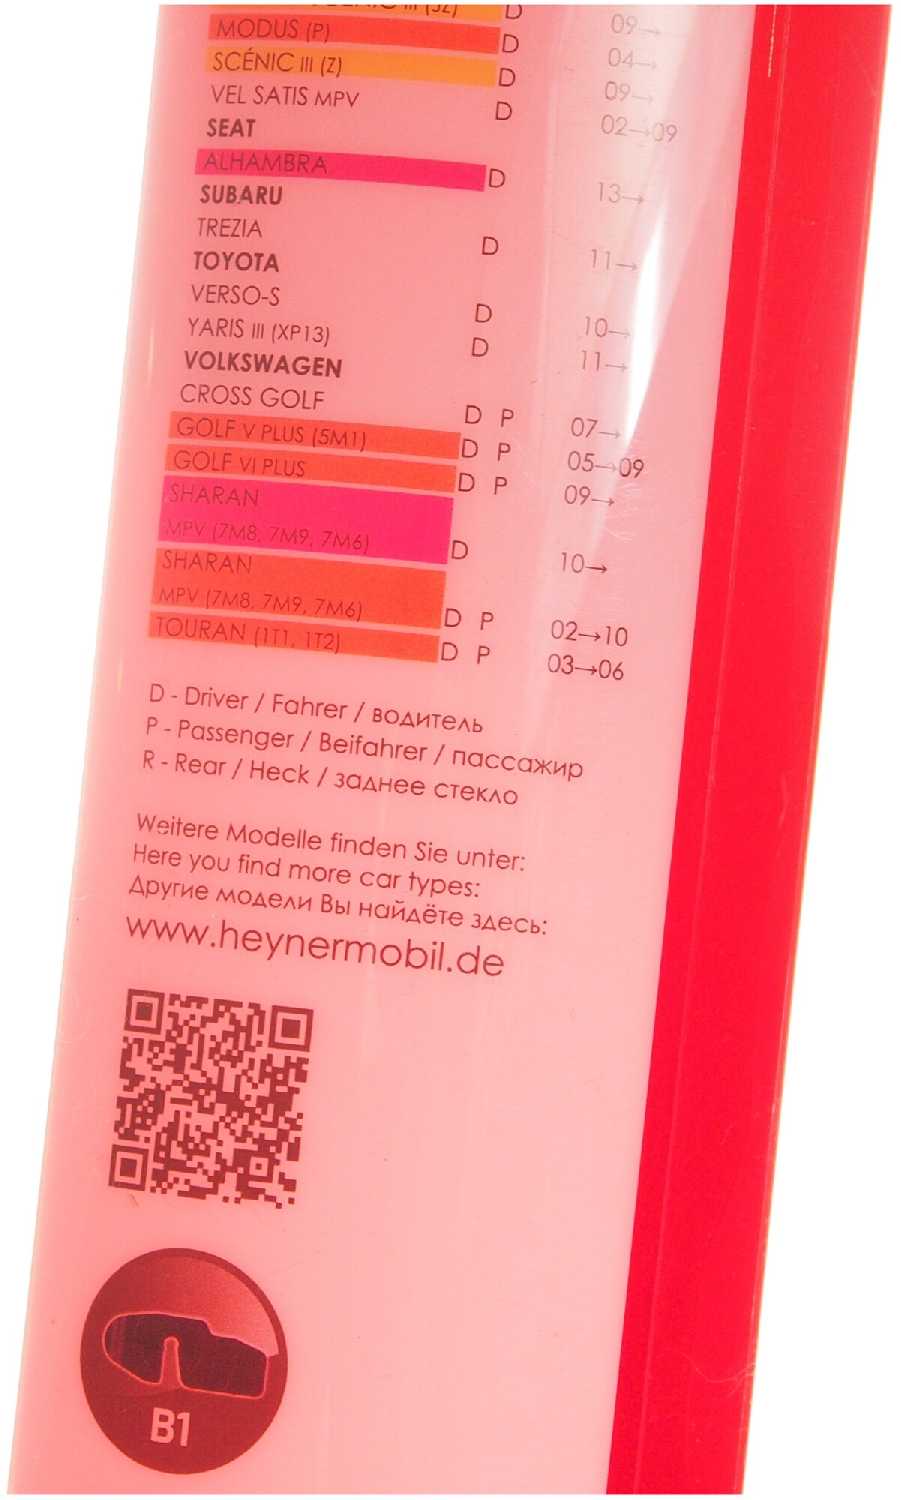 SCÉNIC III (JZ) D 09→
MODUS (P) D 04→
SCÉNIC III (Z) D 09→
VEL SATIS MPV D 02→09
SEAT
ALHAMBRA D 13→
SUBARU
TREZIA D 11→
TOYOTA
VERSO-S D 10→
YARIS III (XP13) D 11→
VOLKSWAGEN
CROSS GOLF D P 07→
GOLF V PLUS (5M1) D P 05→09
GOLF VI PLUS D P 09→
SHARAN
MPV (7M8, 7M9, 7M6) D 10→
SHARAN
MPV (7M8, 7M9, 7M6) D P 02→10
TOURAN (1T1, 1T2) D P 03→06
D - Driver / Fahrer / водитель
P - Passenger / Beifahrer / пассажир
R - Rear / Heck / заднее стекло
Weitere Modelle finden Sie unter:
Here you find more car types:
Другие модели Вы найдёте здесь:
www.heynermobil.de
B1